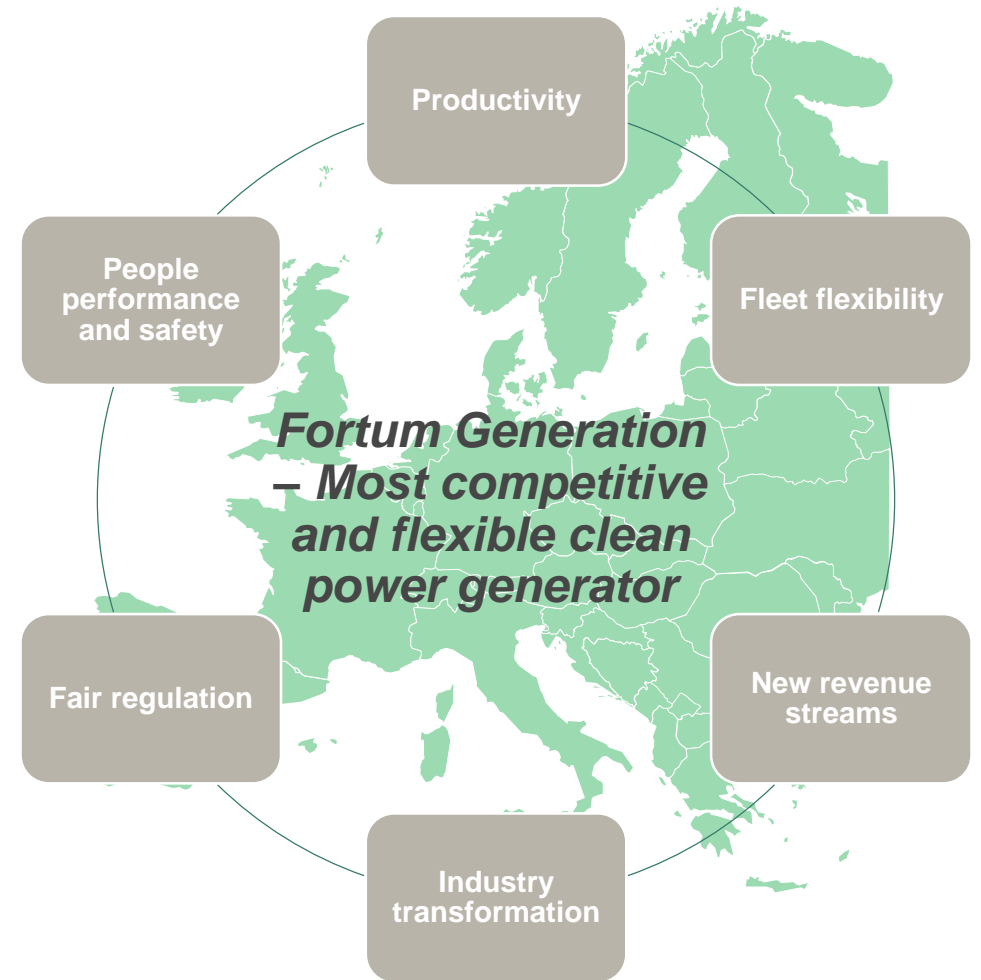 Productivity
People
performance
and safety
Fleet flexibility
Fortum Generation
– Most competitive
and flexible clean
power generator
Fair regulation
New revenue
streams
Industry
transformation